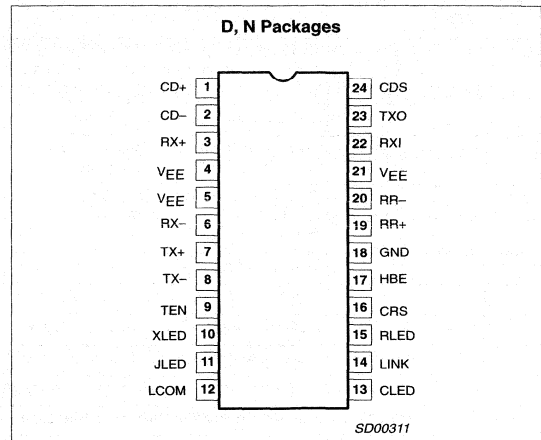 D, N Packages
CD+ 1 24 CDS
CD– 2 23 TXO
RX+ 3 22 RXI
VEE 4 21 VEE
VEE 5 20 RR–
RX– 6 19 RR+
TX+ 7 18 GND
TX– 8 17 HBE
TEN 9 16 CRS
XLED 10 15 RLED
JLED 11 14 LINK
LCOM 12 13 CLED
SD00311